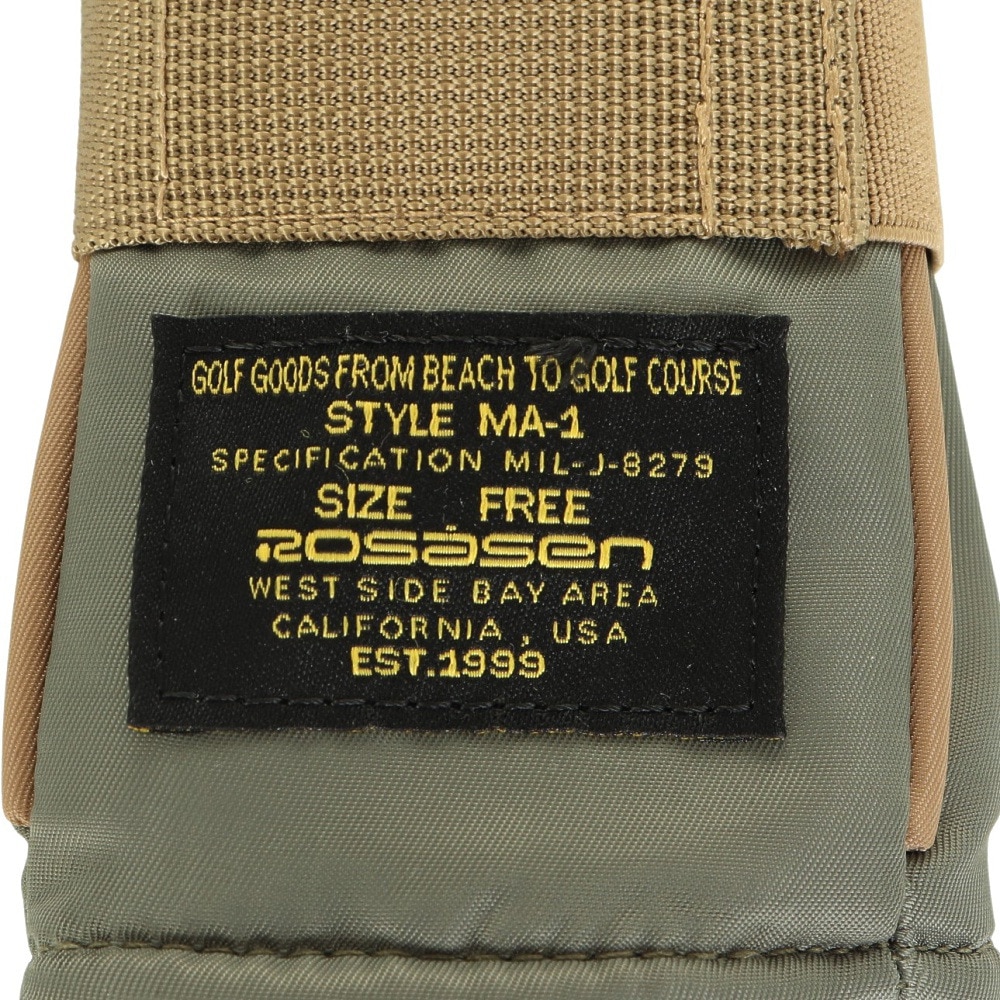 GOLF GOODS FROM BEACH TO GOLF COURSE
STYLE MA-1
SPECIFICATION MIL-J-8279
SIZE FREE
ROSASEN
WEST SIDE BAY AREA
CALIFORNIA, USA
EST.1999